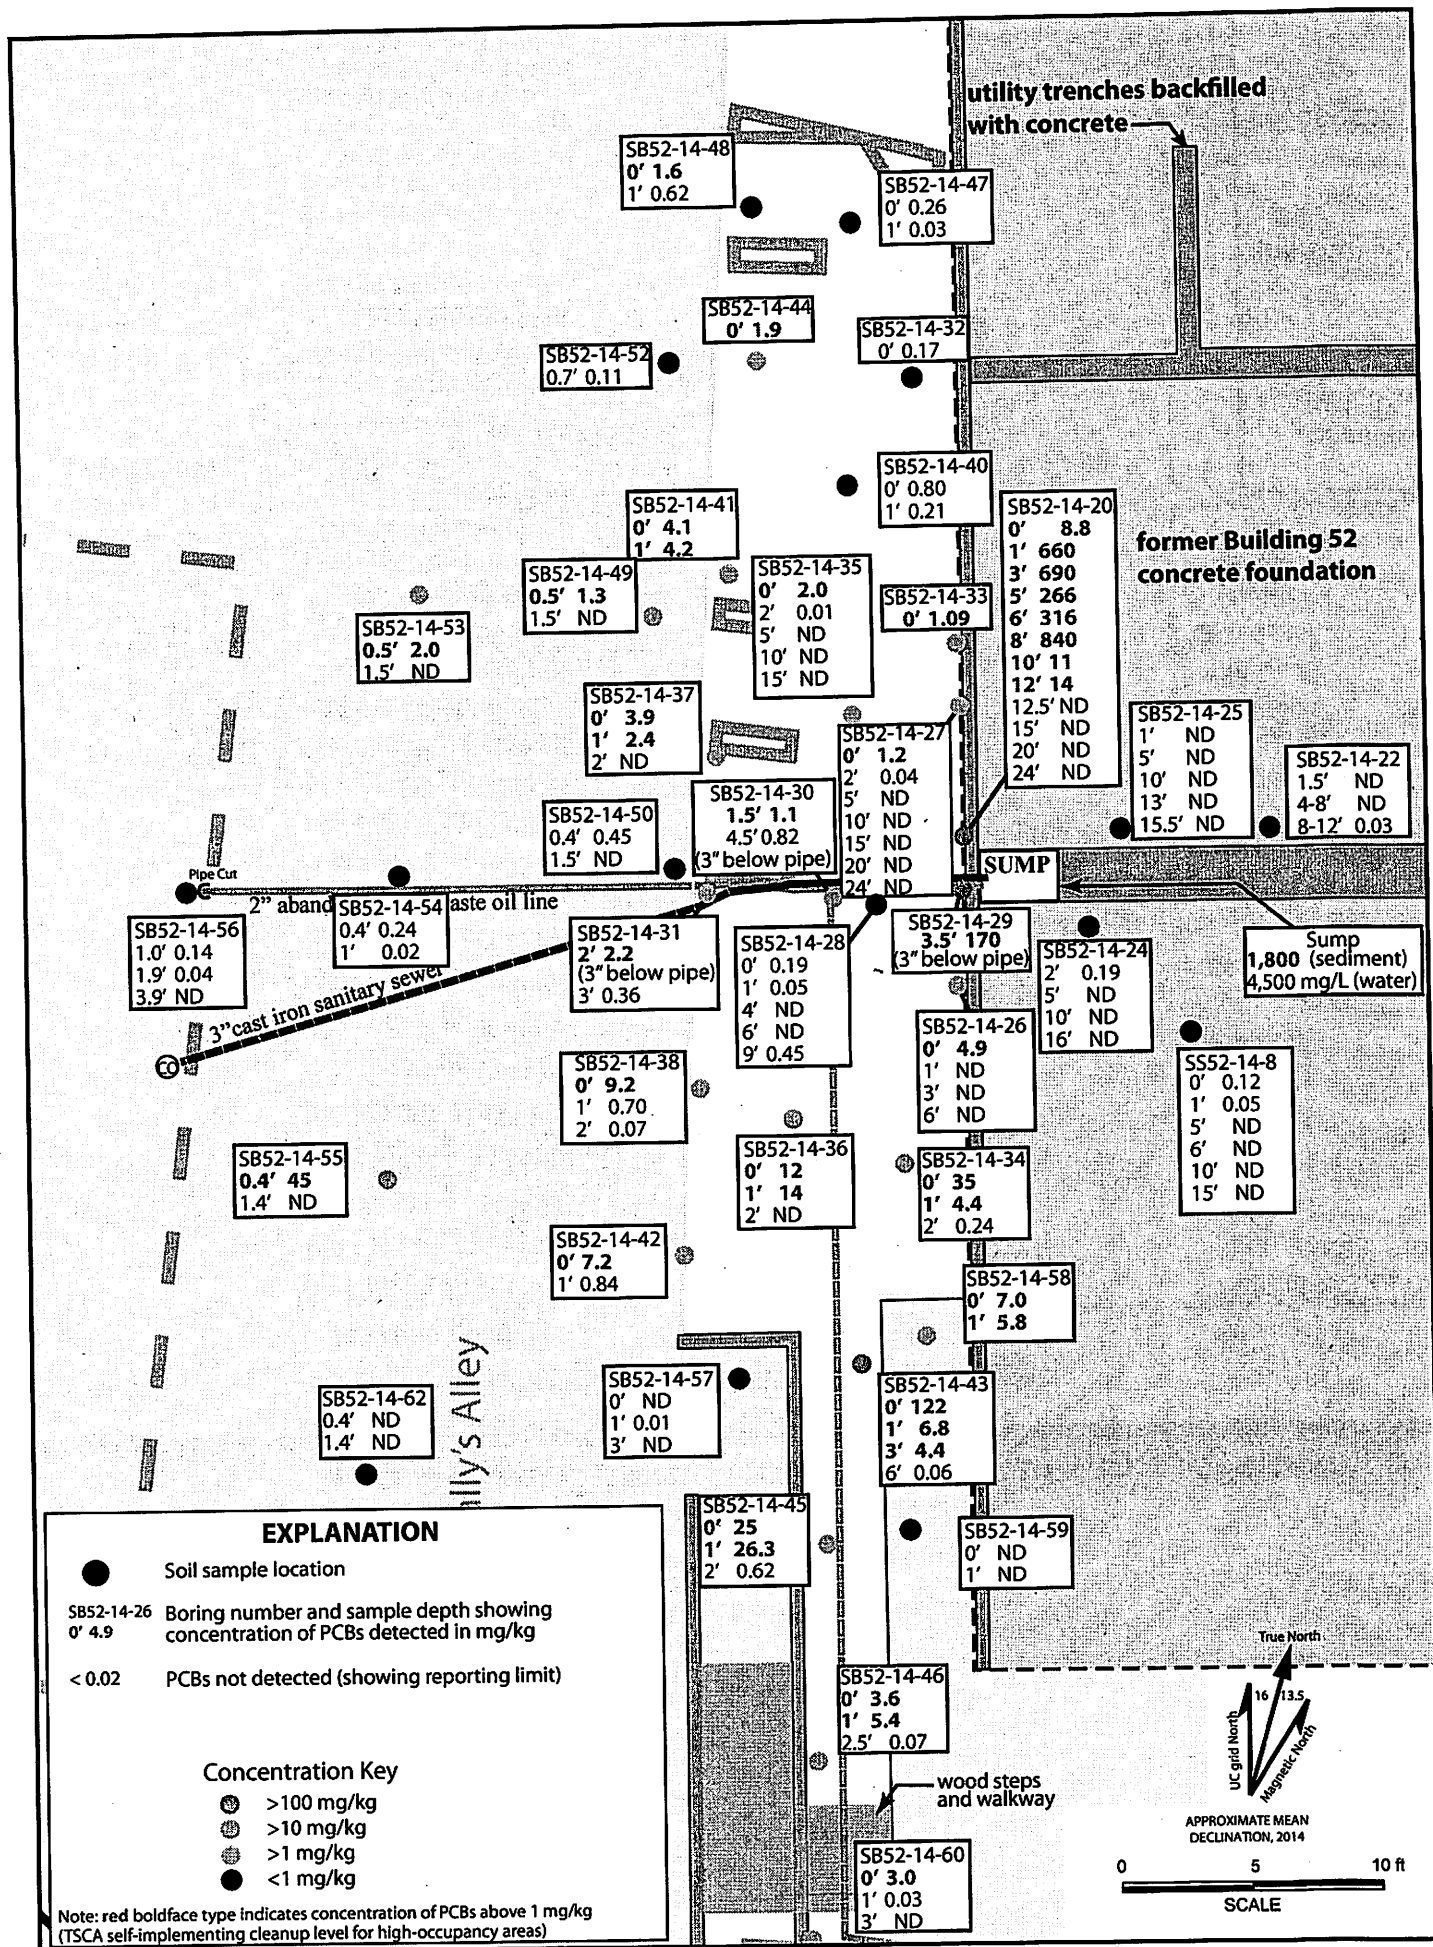 utility trenches backfilled
with concrete
SB52-14-48
0' 1.6
1' 0.62
SB52-14-47
0' 0.26
1' 0.03
SB52-14-44
0' 1.9
SB52-14-32
0' 0.17
SB52-14-52
0.7' 0.11
SB52-14-40
0' 0.80
1' 0.21
SB52-14-41
0' 4.1
1' 4.2
SB52-14-20
0' 8.8
1' 660
3' 690
5' 266
6' 316
8' 840
10' 11
12' 14
12.5' ND
15' ND
20' ND
24' ND
former Building 52
concrete foundation
SB52-14-49
0.5' 1.3
1.5' ND
SB52-14-35
0' 2.0
2' 0.01
5' ND
10' ND
15' ND
SB52-14-33
0' 1.09
SB52-14-53
0.5' 2.0
1.5' ND
SB52-14-37
0' 3.9
1' 2.4
2' ND
SB52-14-27
0' 1.2
2' 0.04
5' ND
10' ND
15' ND
20' ND
24' ND
SB52-14-25
1' ND
5' ND
10' ND
13' ND
15.5' ND
SB52-14-22
1.5' ND
4-8' ND
8-12' 0.03
SB52-14-30
1.5' 1.1
4.5' 0.82
(3" below pipe)
SB52-14-50
0.4' 0.45
1.5' ND
SUMP
Pipe Cut
2" aband
aste oil line
SB52-14-54
0.4' 0.24
1' 0.02
SB52-14-56
1.0' 0.14
1.9' 0.04
3.9' ND
SB52-14-31
2' 2.2
(3" below pipe)
3' 0.36
SB52-14-28
0' 0.19
1' 0.05
4' ND
6' ND
9' 0.45
SB52-14-29
3.5' 170
(3" below pipe)
SB52-14-24
2' 0.19
5' ND
10' ND
16' ND
Sump
1,800 (sediment)
4,500 mg/L (water)
3" cast iron sanitary sewer
CO
SB52-14-26
0' 4.9
1' ND
3' ND
6' ND
SS52-14-8
0' 0.12
1' 0.05
5' ND
6' ND
10' ND
15' ND
SB52-14-38
0' 9.2
1' 0.70
2' 0.07
SB52-14-36
0' 12
1' 14
2' ND
SB52-14-34
0' 35
1' 4.4
2' 0.24
SB52-14-55
0.4' 45
1.4' ND
SB52-14-42
0' 7.2
1' 0.84
SB52-14-58
0' 7.0
1' 5.8
SB52-14-57
0' ND
1' 0.01
3' ND
SB52-14-43
0' 122
1' 6.8
3' 4.4
6' 0.06
SB52-14-62
0.4' ND
1.4' ND
lly's Alley
SB52-14-45
0' 25
1' 26.3
2' 0.62
SB52-14-59
0' ND
1' ND
SB52-14-46
0' 3.6
1' 5.4
2.5' 0.07
wood steps
and walkway
SB52-14-60
0' 3.0
1' 0.03
3' ND
EXPLANATION
Soil sample location
SB52-14-26 Boring number and sample depth showing
0' 4.9 concentration of PCBs detected in mg/kg
< 0.02 PCBs not detected (showing reporting limit)
Concentration Key
>100 mg/kg
>10 mg/kg
>1 mg/kg
<1 mg/kg
Note: red boldface type indicates concentration of PCBs above 1 mg/kg
(TSCA self-implementing cleanup level for high-occupancy areas)
True North
16 13.5
UC grid North
Magnetic North
APPROXIMATE MEAN
DECLINATION, 2014
0 5 10 ft
SCALE